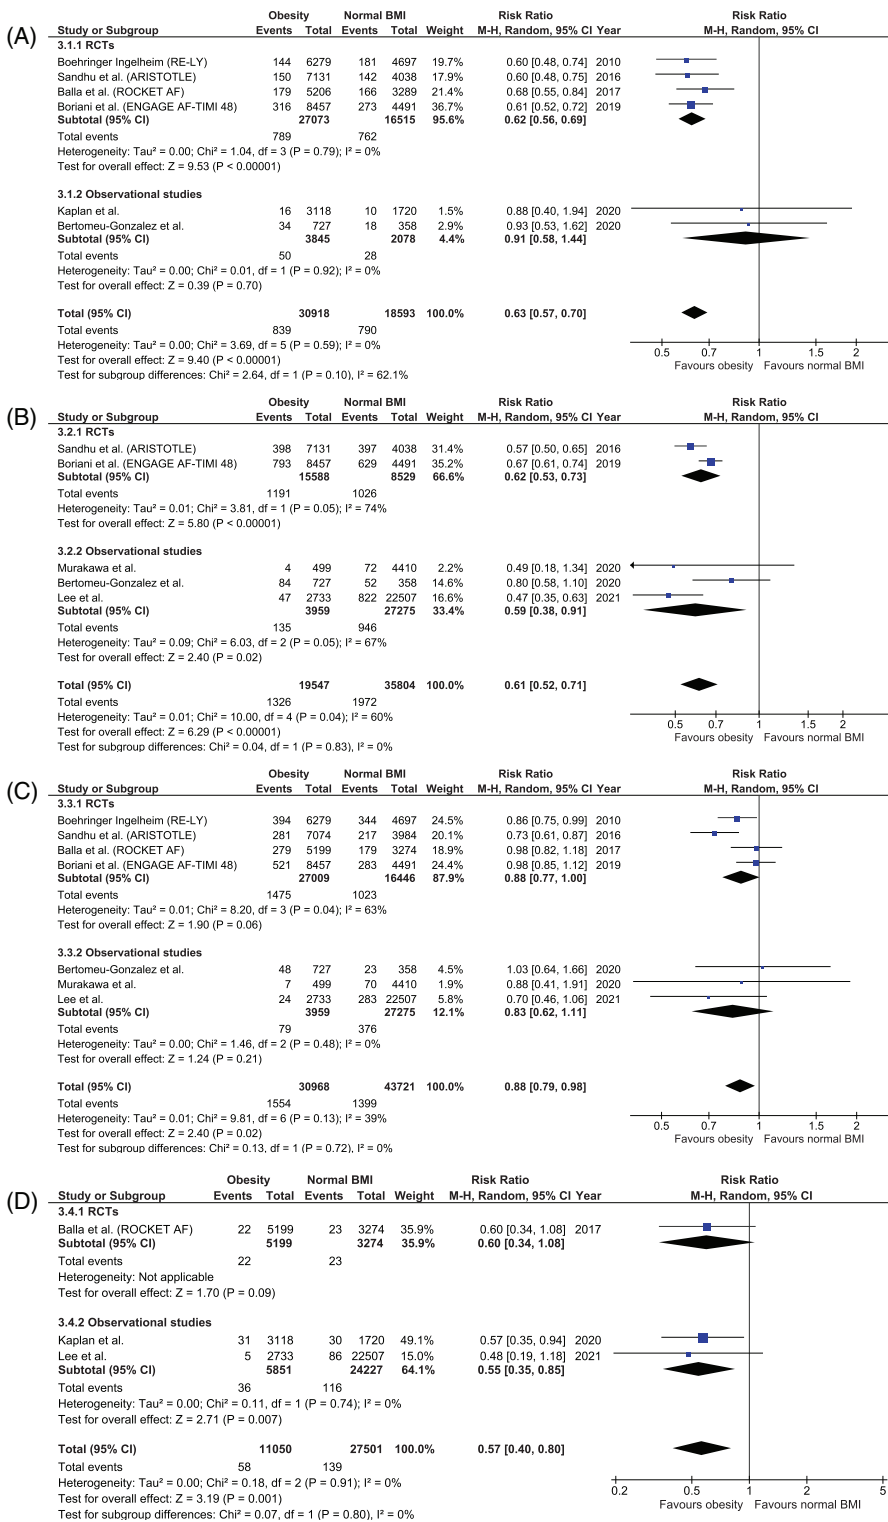 (A)
Obesity Normal BMI Risk Ratio Risk Ratio
Study or Subgroup Events Total Events Total Weight M-H, Random, 95% CI Year M-H, Random, 95% CI
3.1.1 RCTs
Boehringer Ingelheim (RE-LY) 144 6279 181 4697 19.7% 0.60 [0.48, 0.74] 2010
Sandhu et al. (ARISTOTLE) 150 7131 142 4038 17.9% 0.60 [0.48, 0.75] 2016
Balla et al. (ROCKET AF) 179 5206 166 3289 21.4% 0.68 [0.55, 0.84] 2017
Boriani et al. (ENGAGE AF-TIMI 48) 316 8457 273 4491 36.7% 0.61 [0.52, 0.72] 2019
Subtotal (95% CI) 27073 16515 95.6% 0.62 [0.56, 0.69]
Total events 789 762
Heterogeneity: Tau² = 0.00; Chi² = 1.04, df = 3 (P = 0.79); I² = 0%
Test for overall effect: Z = 9.53 (P < 0.00001)
3.1.2 Observational studies
Kaplan et al. 16 3118 10 1720 1.5% 0.88 [0.40, 1.94] 2020
Bertomeu-Gonzalez et al. 34 727 18 358 2.9% 0.93 [0.53, 1.62] 2020
Subtotal (95% CI) 3845 2078 4.4% 0.91 [0.58, 1.44]
Total events 50 28
Heterogeneity: Tau² = 0.00; Chi² = 0.01, df = 1 (P = 0.92); I² = 0%
Test for overall effect: Z = 0.39 (P = 0.70)
Total (95% CI) 30918 18593 100.0% 0.63 [0.57, 0.70]
Total events 839 790
Heterogeneity: Tau² = 0.00; Chi² = 3.69, df = 5 (P = 0.59); I² = 0%
Test for overall effect: Z = 9.40 (P < 0.00001)
Test for subgroup differences: Chi² = 2.64, df = 1 (P = 0.10), I² = 62.1%
0.5 0.7 1 1.5 2
Favours obesity Favours normal BMI
(B)
Obesity Normal BMI Risk Ratio Risk Ratio
Study or Subgroup Events Total Events Total Weight M-H, Random, 95% CI Year M-H, Random, 95% CI
3.2.1 RCTs
Sandhu et al. (ARISTOTLE) 398 7131 397 4038 31.4% 0.57 [0.50, 0.65] 2016
Boriani et al. (ENGAGE AF-TIMI 48) 793 8457 629 4491 35.2% 0.67 [0.61, 0.74] 2019
Subtotal (95% CI) 15588 8529 66.6% 0.62 [0.53, 0.73]
Total events 1191 1026
Heterogeneity: Tau² = 0.01; Chi² = 3.81, df = 1 (P = 0.05); I² = 74%
Test for overall effect: Z = 5.80 (P < 0.00001)
3.2.2 Observational studies
Murakawa et al. 4 499 72 4410 2.2% 0.49 [0.18, 1.34] 2020
Bertomeu-Gonzalez et al. 84 727 52 358 14.6% 0.80 [0.58, 1.10] 2020
Lee et al. 47 2733 822 22507 16.6% 0.47 [0.35, 0.63] 2021
Subtotal (95% CI) 3959 27275 33.4% 0.59 [0.38, 0.91]
Total events 135 946
Heterogeneity: Tau² = 0.09; Chi² = 6.03, df = 2 (P = 0.05); I² = 67%
Test for overall effect: Z = 2.40 (P = 0.02)
Total (95% CI) 19547 35804 100.0% 0.61 [0.52, 0.71]
Total events 1326 1972
Heterogeneity: Tau² = 0.01; Chi² = 10.00, df = 4 (P = 0.04); I² = 60%
Test for overall effect: Z = 6.29 (P < 0.00001)
Test for subgroup differences: Chi² = 0.04, df = 1 (P = 0.83), I² = 0%
0.5 0.7 1 1.5 2
Favours obesity Favours normal BMI
(C)
Obesity Normal BMI Risk Ratio Risk Ratio
Study or Subgroup Events Total Events Total Weight M-H, Random, 95% CI Year M-H, Random, 95% CI
3.3.1 RCTs
Boehringer Ingelheim (RE-LY) 394 6279 344 4697 24.5% 0.86 [0.75, 0.99] 2010
Sandhu et al. (ARISTOTLE) 281 7074 217 3984 20.1% 0.73 [0.61, 0.87] 2016
Balla et al. (ROCKET AF) 279 5199 179 3274 18.9% 0.98 [0.82, 1.18] 2017
Boriani et al. (ENGAGE AF-TIMI 48) 521 8457 283 4491 24.4% 0.98 [0.85, 1.12] 2019
Subtotal (95% CI) 27009 16446 87.9% 0.88 [0.77, 1.00]
Total events 1475 1023
Heterogeneity: Tau² = 0.01; Chi² = 8.20, df = 3 (P = 0.04); I² = 63%
Test for overall effect: Z = 1.90 (P = 0.06)
3.3.2 Observational studies
Bertomeu-Gonzalez et al. 48 727 23 358 4.5% 1.03 [0.64, 1.66] 2020
Murakawa et al. 7 499 70 4410 1.9% 0.88 [0.41, 1.91] 2020
Lee et al. 24 2733 283 22507 5.8% 0.70 [0.46, 1.06] 2021
Subtotal (95% CI) 3959 27275 12.1% 0.83 [0.62, 1.11]
Total events 79 376
Heterogeneity: Tau² = 0.00; Chi² = 1.46, df = 2 (P = 0.48); I² = 0%
Test for overall effect: Z = 1.24 (P = 0.21)
Total (95% CI) 30968 43721 100.0% 0.88 [0.79, 0.98]
Total events 1554 1399
Heterogeneity: Tau² = 0.01; Chi² = 9.81, df = 6 (P = 0.13); I² = 39%
Test for overall effect: Z = 2.40 (P = 0.02)
Test for subgroup differences: Chi² = 0.13, df = 1 (P = 0.72), I² = 0%
0.5 0.7 1 1.5 2
Favours obesity Favours normal BMI
(D)
Obesity Normal BMI Risk Ratio Risk Ratio
Study or Subgroup Events Total Events Total Weight M-H, Random, 95% CI Year M-H, Random, 95% CI
3.4.1 RCTs
Balla et al. (ROCKET AF) 22 5199 23 3274 35.9% 0.60 [0.34, 1.08] 2017
Subtotal (95% CI) 5199 3274 35.9% 0.60 [0.34, 1.08]
Total events 22 23
Heterogeneity: Not applicable
Test for overall effect: Z = 1.70 (P = 0.09)
3.4.2 Observational studies
Kaplan et al. 31 3118 30 1720 49.1% 0.57 [0.35, 0.94] 2020
Lee et al. 5 2733 86 22507 15.0% 0.48 [0.19, 1.18] 2021
Subtotal (95% CI) 5851 24227 64.1% 0.55 [0.35, 0.85]
Total events 36 116
Heterogeneity: Tau² = 0.00; Chi² = 0.11, df = 1 (P = 0.74); I² = 0%
Test for overall effect: Z = 2.71 (P = 0.007)
Total (95% CI) 11050 27501 100.0% 0.57 [0.40, 0.80]
Total events 58 139
Heterogeneity: Tau² = 0.00; Chi² = 0.18, df = 2 (P = 0.91); I² = 0%
Test for overall effect: Z = 3.19 (P = 0.001)
Test for subgroup differences: Chi² = 0.07, df = 1 (P = 0.80), I² = 0%
0.2 0.5 1 2 5
Favours obesity Favours normal BMI